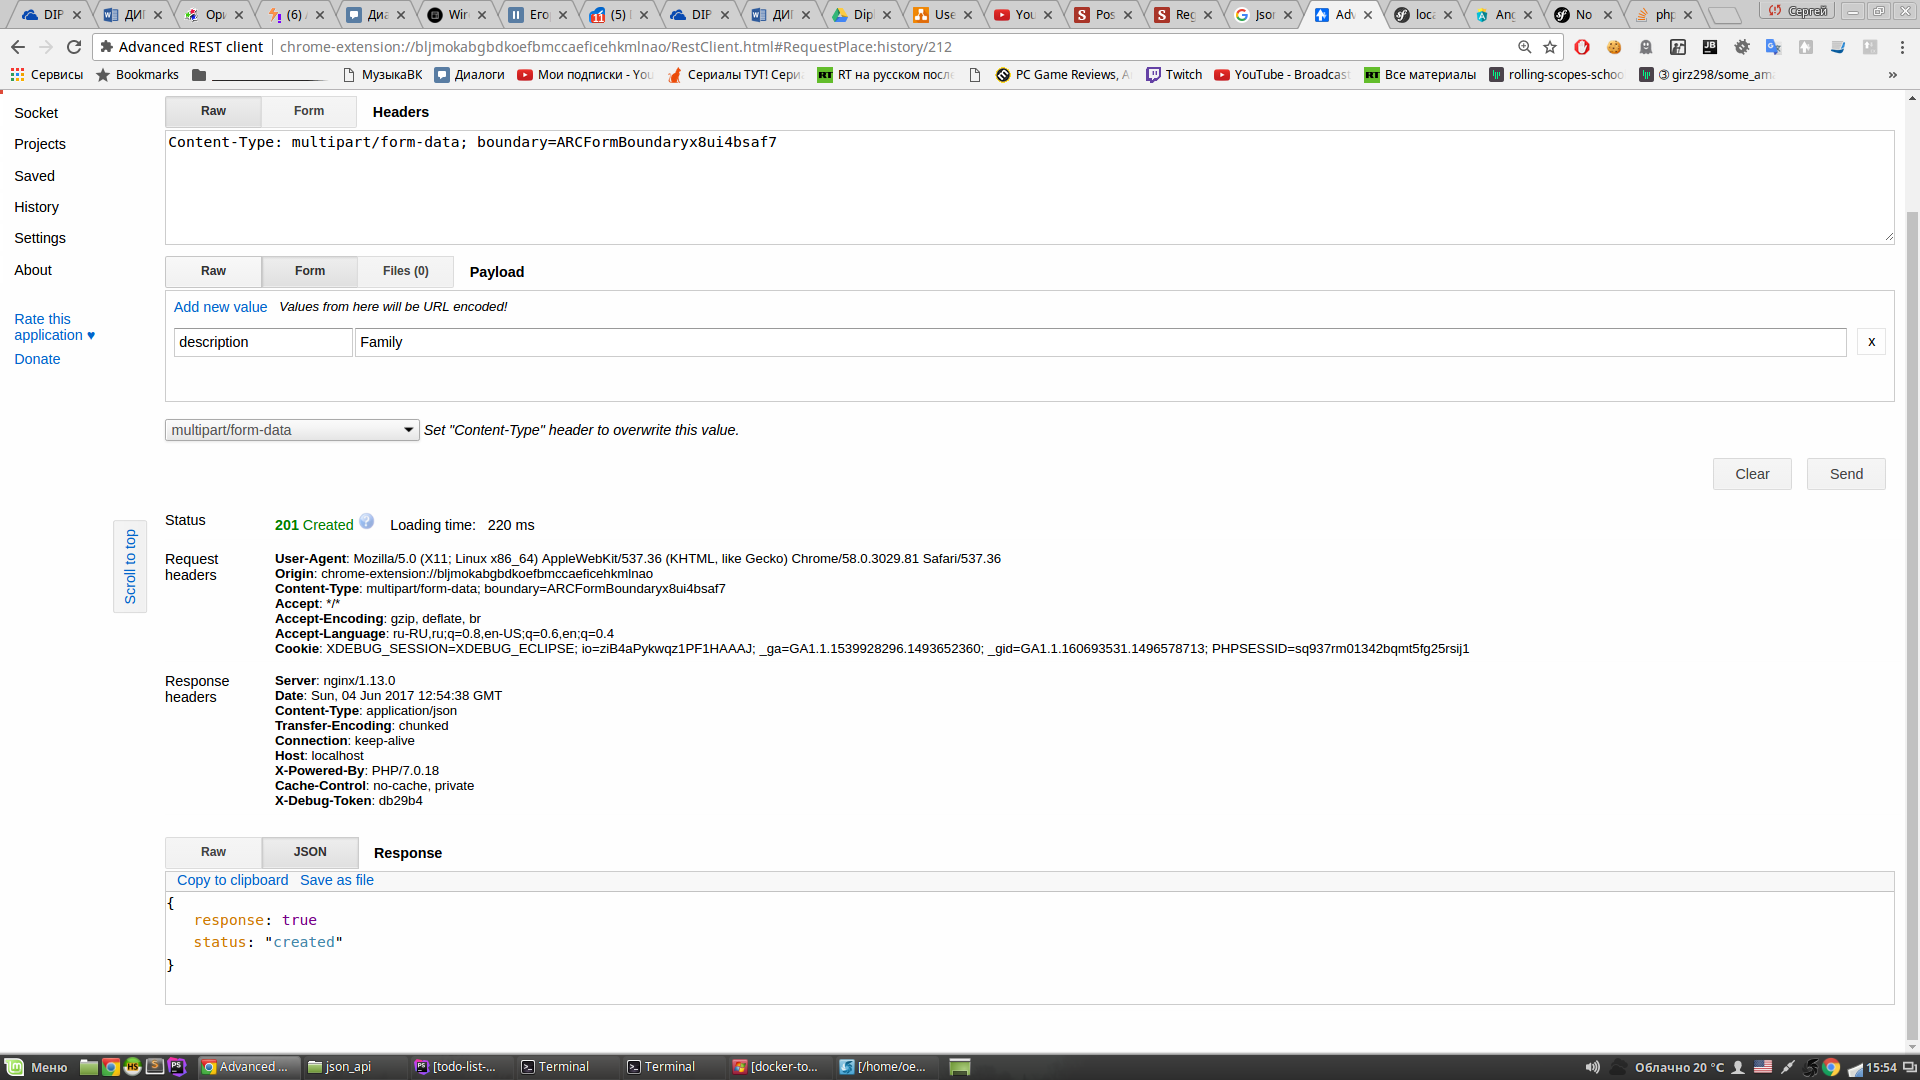 DIP
ДИГ
Ори
(6) /
Диа
Wir
Егор
(5) 
DIP
ДИГ
Dipl
Use
You
Pos
Reg
Json
Adv
loca
Ang
No
php
Сергей
Advanced REST client
chrome-extension://bljmokabgbdkoefbmccaeficehkmlnao/RestClient.html#RequestPlace:history/212
Сервисы
Bookmarks
МузыкаВК
Диалоги
Мои подписки - You
Сериалы ТУТ! Сери
RT на русском после
PC Game Reviews, A
Twitch
YouTube - Broadcast
Все материалы
rolling-scopes-schoo
girz298/some_am
»
Socket
Projects
Saved
History
Settings
About
Rate this
application ♥
Donate
Raw Form Headers
Content-Type: multipart/form-data; boundary=ARCFormBoundaryx8ui4bsaf7
Raw Form Files (0) Payload
Add new value Values from here will be URL encoded!
description Family x
multipart/form-data Set "Content-Type" header to overwrite this value.
Clear Send
Scroll to top
Status 201 Created Loading time: 220 ms
Request
headers
User-Agent: Mozilla/5.0 (X11; Linux x86_64) AppleWebKit/537.36 (KHTML, like Gecko) Chrome/58.0.3029.81 Safari/537.36
Origin: chrome-extension://bljmokabgbdkoefbmccaeficehkmlnao
Content-Type: multipart/form-data; boundary=ARCFormBoundaryx8ui4bsaf7
Accept: */*
Accept-Encoding: gzip, deflate, br
Accept-Language: ru-RU,ru;q=0.8,en-US;q=0.6,en;q=0.4
Cookie: XDEBUG_SESSION=XDEBUG_ECLIPSE; io=ziB4aPykwqz1PF1HAAAJ; _ga=GA1.1.1539928296.1493652360; _gid=GA1.1.160693531.1496578713; PHPSESSID=sq937rm01342bqmt5fg25rsij1
Response
headers
Server: nginx/1.13.0
Date: Sun, 04 Jun 2017 12:54:38 GMT
Content-Type: application/json
Transfer-Encoding: chunked
Connection: keep-alive
Host: localhost
X-Powered-By: PHP/7.0.18
Cache-Control: no-cache, private
X-Debug-Token: db29b4
Raw JSON Response
Copy to clipboard Save as file
{
response: true
status: "created"
}
Меню
Advanced ...
json_api
[todo-list-...
Terminal
Terminal
[docker-to...
[/home/oe...
Облачно 20 °C
15:54